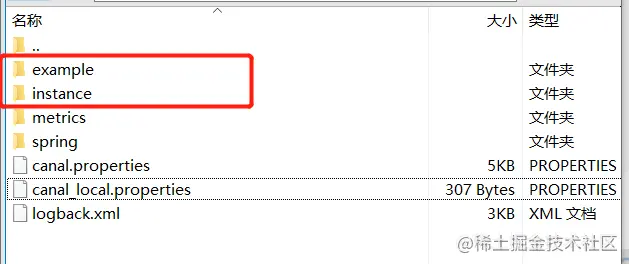 名称 大小 类型
..
example 文件夹
instance 文件夹
metrics 文件夹
spring 文件夹
canal.properties 5KB PROPERTIES
canal_local.properties 307 Bytes PROPERTIES
logback.xml 3KB XML 文档
@稀土掘金技术社区